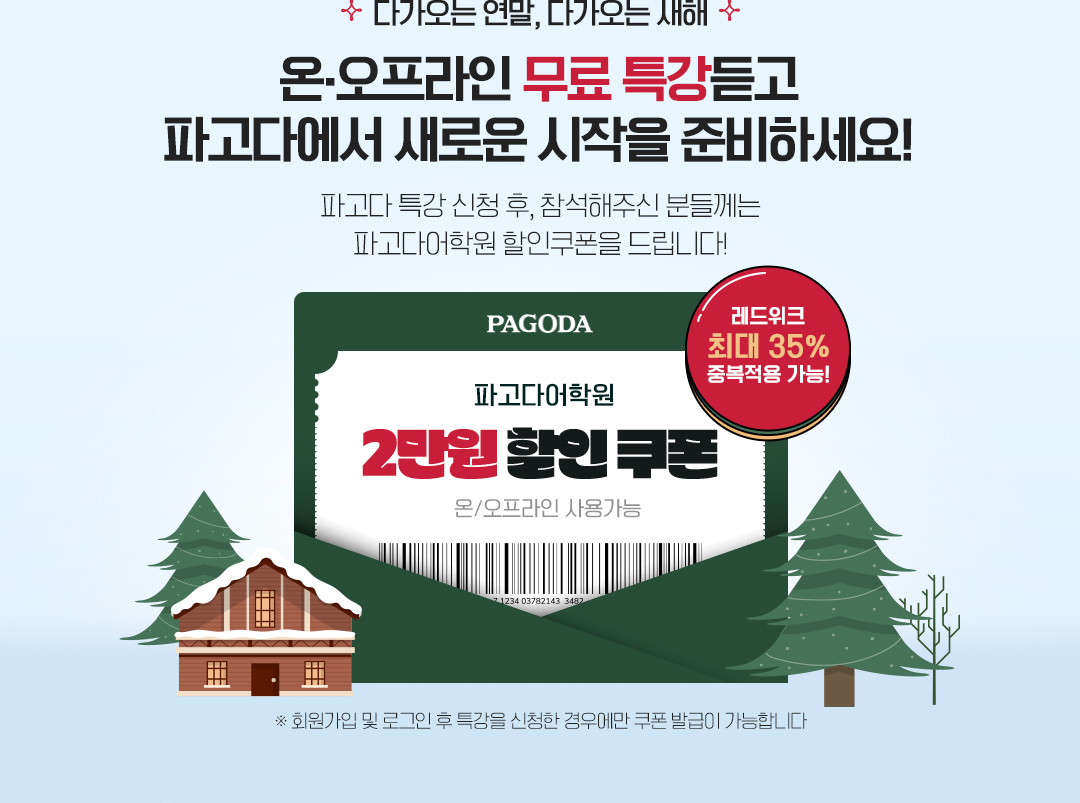 다가오는 연말, 다가오는 새해
온·오프라인 무료 특강듣고
파고다에서 새로운 시작을 준비하세요!
파고다 특강 신청 후, 참석해주신 분들께는
파고다어학원 할인쿠폰을 드립니다!
PAGODA
레드위크
최대 35%
중복적용 가능!
파고다어학원
2만원 할인 쿠폰
온/오프라인 사용가능
1234 03782143 3482
※ 회원가입 및 로그인 후 특강을 신청한 경우에만 쿠폰 발급이 가능합니다